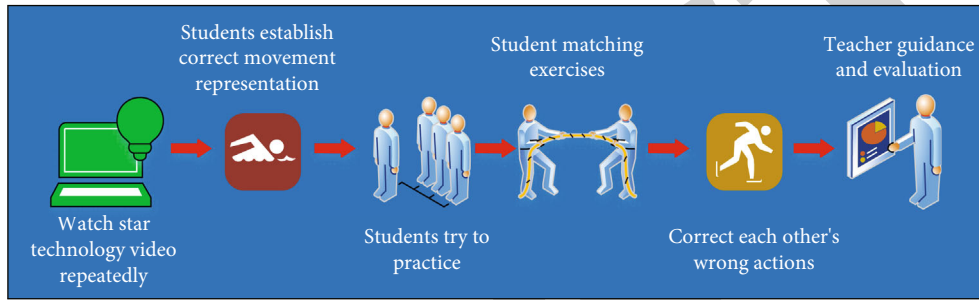 Watch star
technology video
repeatedly
Students establish
correct movement
representation
Students try to
practice
Student matching
exercises
Correct each other's
wrong actions
Teacher guidance
and evaluation